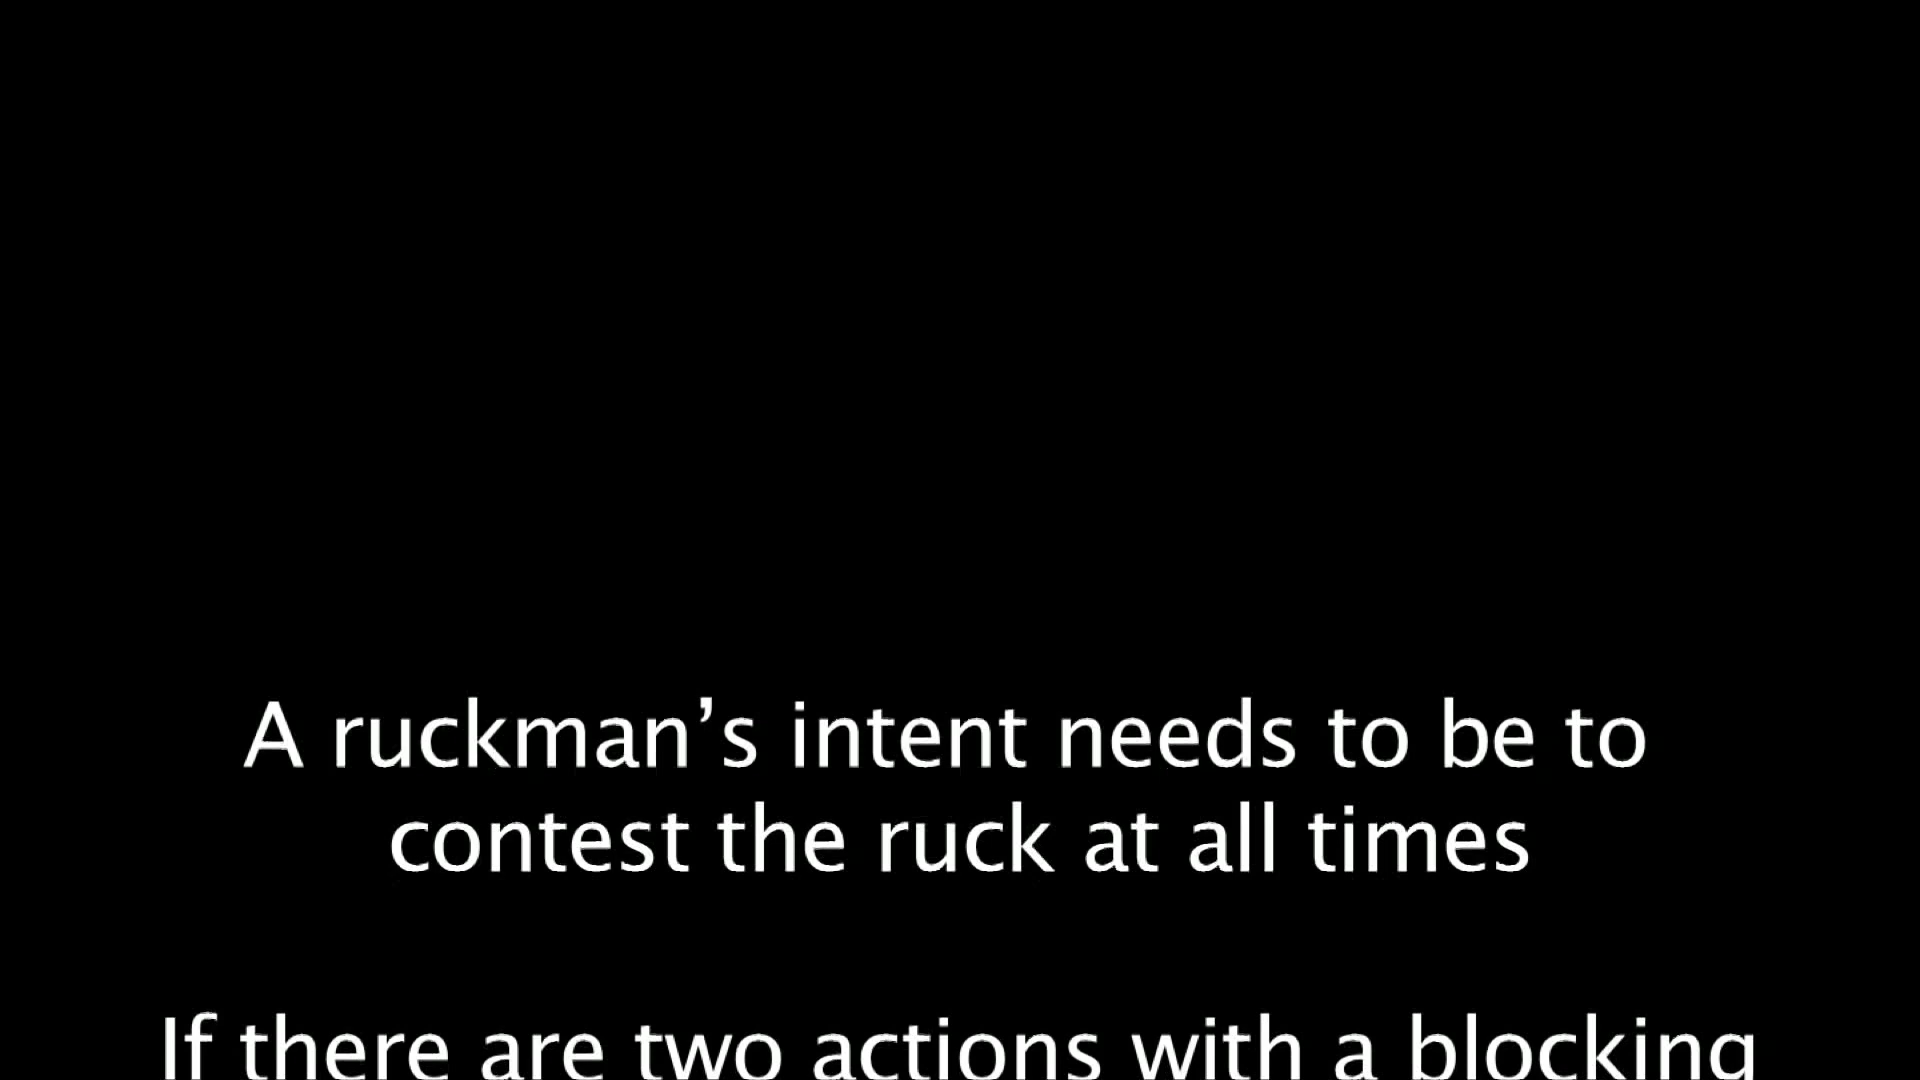 A ruckman’s intent needs to be to
contest the ruck at all times
If there are two actions with a blocking